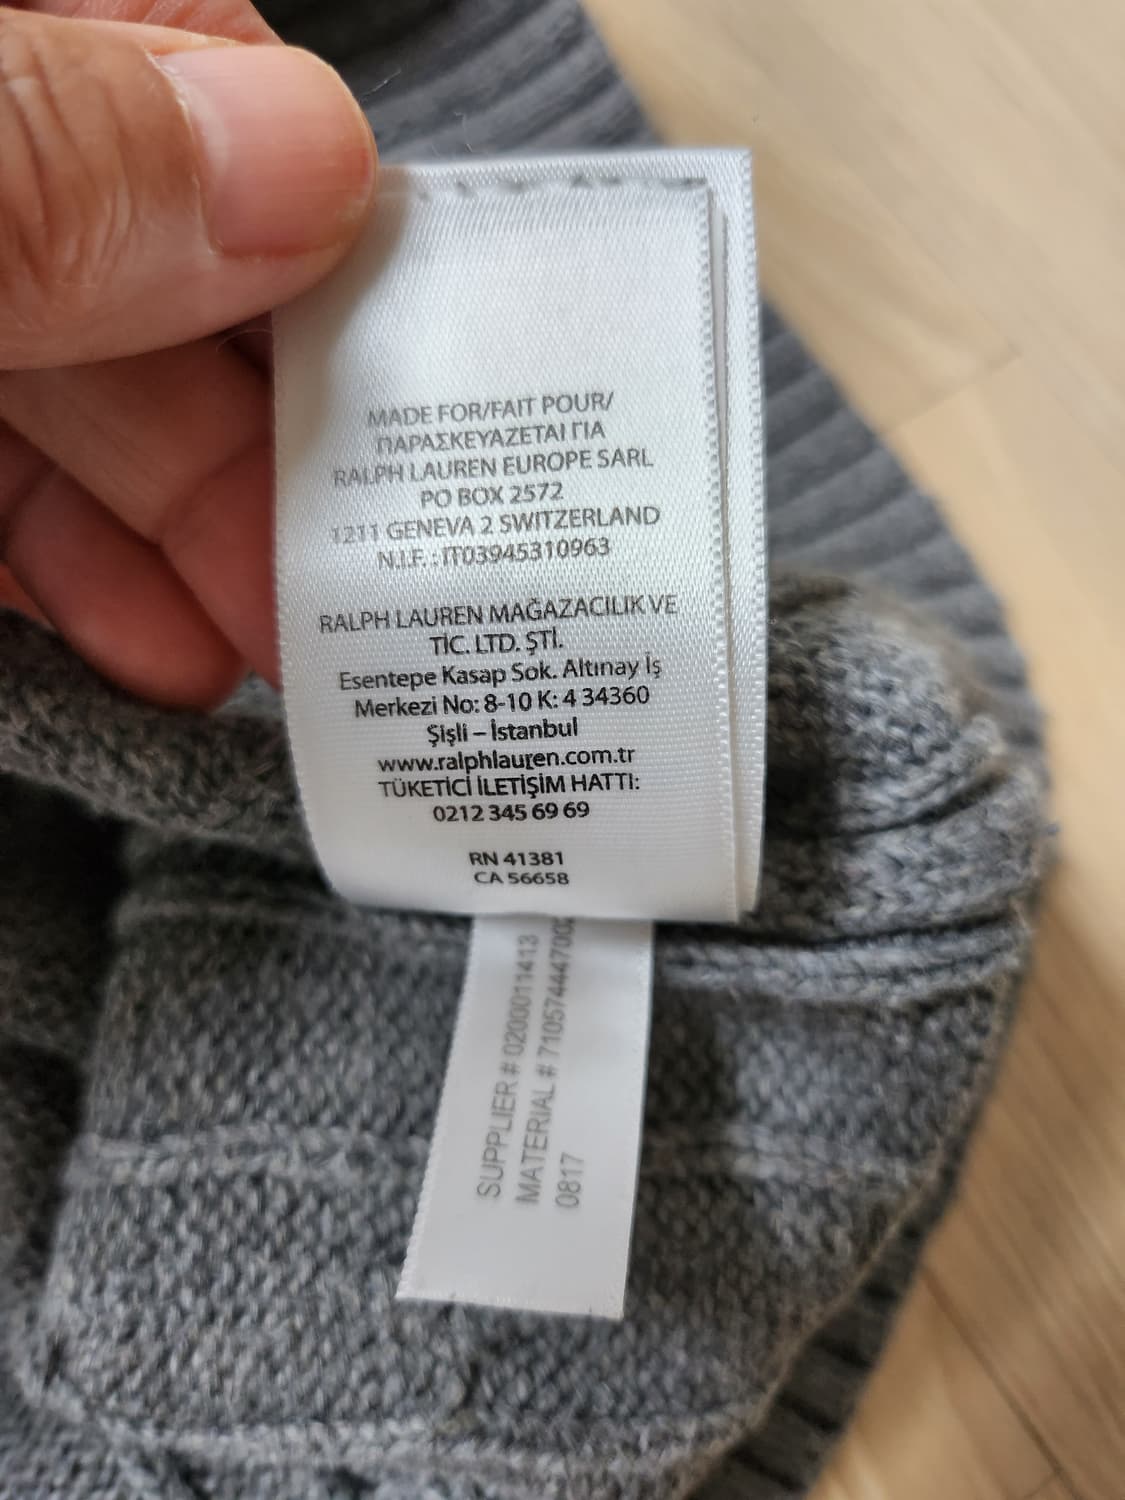 MADE FOR/FAIT POUR/
ΠΑΡΑΣΚΕΥΑΖΕΤΑΙ ΓΙΑ
RALPH LAUREN EUROPE SARL
PO BOX 2572
1211 GENEVA 2 SWITZERLAND
N.I.F. : IT03945310963
RALPH LAUREN MAĞAZACILIK VE
TİC. LTD. ŞTİ.
Esentepe Kasap Sok. Altınay İş
Merkezi No: 8-10 K: 4 34360
Şişli – İstanbul
www.ralphlauren.com.tr
TÜKETİCİ İLETİŞİM HATTI:
0212 345 69 69
RN 41381
CA 56658
SUPPLIER # 0200011413
MATERIAL #
0817